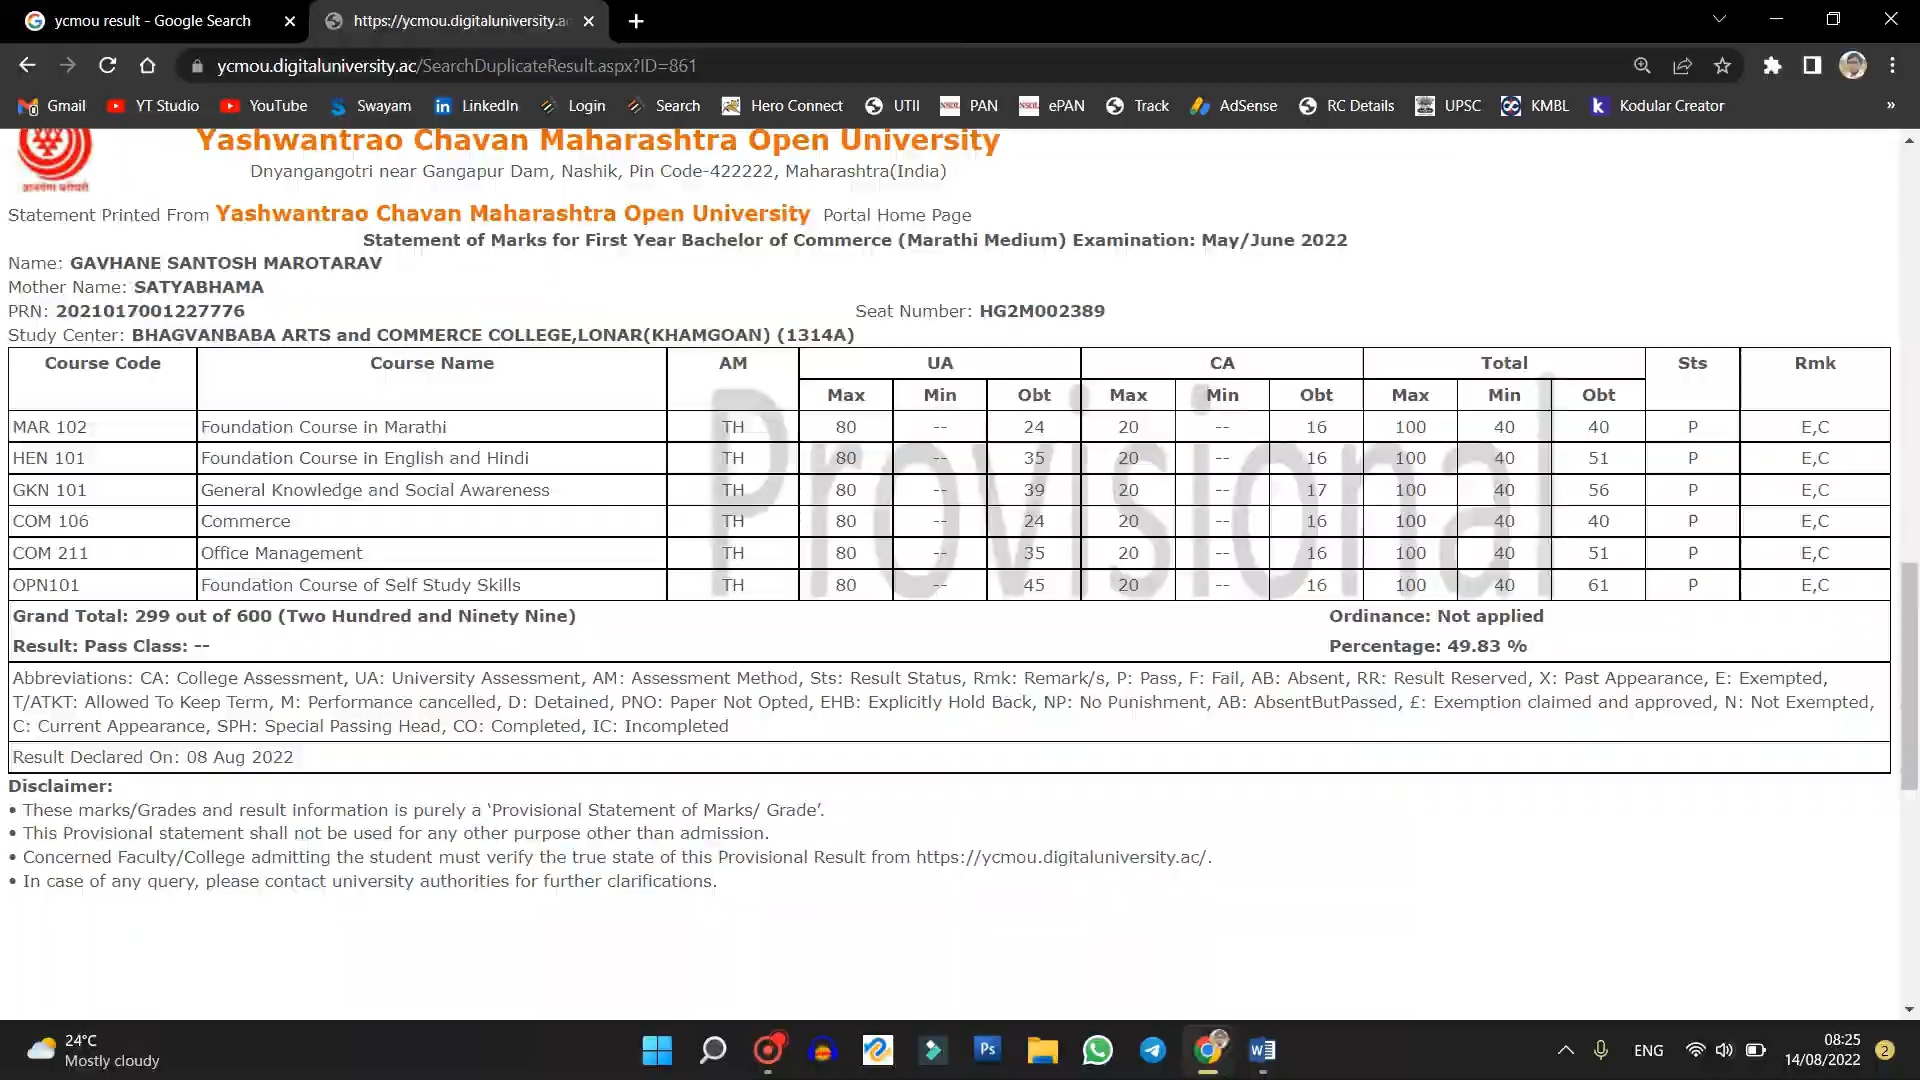 ycmou result - Google Search
https://ycmou.digitaluniversity.ac
ycmou.digitaluniversity.ac/SearchDuplicateResult.aspx?ID=861
Gmail YT Studio YouTube Swayam LinkedIn Login Search Hero Connect UTII PAN ePAN Track AdSense RC Details UPSC KMBL Kodular Creator »
Yashwantrao Chavan Maharashtra Open University
Dnyangangotri near Gangapur Dam, Nashik, Pin Code-422222, Maharashtra(India)
Statement Printed From Yashwantrao Chavan Maharashtra Open University Portal Home Page
Statement of Marks for First Year Bachelor of Commerce (Marathi Medium) Examination: May/June 2022
Name: GAVHANE SANTOSH MAROTARAV
Mother Name: SATYABHAMA
PRN: 2021017001227776 Seat Number: HG2M002389
Study Center: BHAGVANBABA ARTS and COMMERCE COLLEGE,LONAR(KHAMGOAN) (1314A)
Course Code Course Name AM UA CA Total Sts Rmk
Max Min Obt Max Min Obt Max Min Obt
MAR 102 Foundation Course in Marathi TH 80 -- 24 20 -- 16 100 40 40 P E,C
HEN 101 Foundation Course in English and Hindi TH 80 -- 35 20 -- 16 100 40 51 P E,C
GKN 101 General Knowledge and Social Awareness TH 80 -- 39 20 -- 17 100 40 56 P E,C
COM 106 Commerce TH 80 -- 24 20 -- 16 100 40 40 P E,C
COM 211 Office Management TH 80 -- 35 20 -- 16 100 40 51 P E,C
OPN101 Foundation Course of Self Study Skills TH 80 -- 45 20 -- 16 100 40 61 P E,C
Provisional
Grand Total: 299 out of 600 (Two Hundred and Ninety Nine) Ordinance: Not applied
Result: Pass Class: -- Percentage: 49.83 %
Abbreviations: CA: College Assessment, UA: University Assessment, AM: Assessment Method, Sts: Result Status, Rmk: Remark/s, P: Pass, F: Fail, AB: Absent, RR: Result Reserved, X: Past Appearance, E: Exempted,
T/ATKT: Allowed To Keep Term, M: Performance cancelled, D: Detained, PNO: Paper Not Opted, EHB: Explicitly Hold Back, NP: No Punishment, AB: AbsentButPassed, £: Exemption claimed and approved, N: Not Exempted,
C: Current Appearance, SPH: Special Passing Head, CO: Completed, IC: Incompleted
Result Declared On: 08 Aug 2022
Disclaimer:
• These marks/Grades and result information is purely a ‘Provisional Statement of Marks/ Grade’.
• This Provisional statement shall not be used for any other purpose other than admission.
• Concerned Faculty/College admitting the student must verify the true state of this Provisional Result from https://ycmou.digitaluniversity.ac/.
• In case of any query, please contact university authorities for further clarifications.
24°C
Mostly cloudy
Ps
ENG
08:25
14/08/2022
2